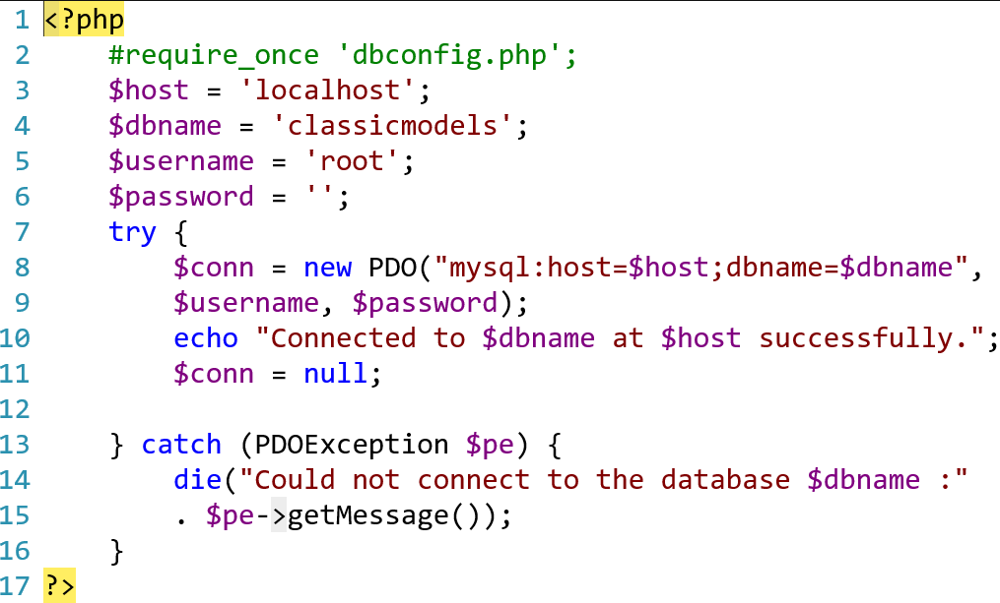 1 <?php
2     #require_once 'dbconfig.php';
3     $host = 'localhost';
4     $dbname = 'classicmodels';
5     $username = 'root';
6     $password = '';
7     try {
8         $conn = new PDO("mysql:host=$host;dbname=$dbname",
9         $username, $password);
10         echo "Connected to $dbname at $host successfully.";
11         $conn = null;
12
13     } catch (PDOException $pe) {
14         die("Could not connect to the database $dbname :"
15         . $pe->getMessage());
16     }
17 ?>